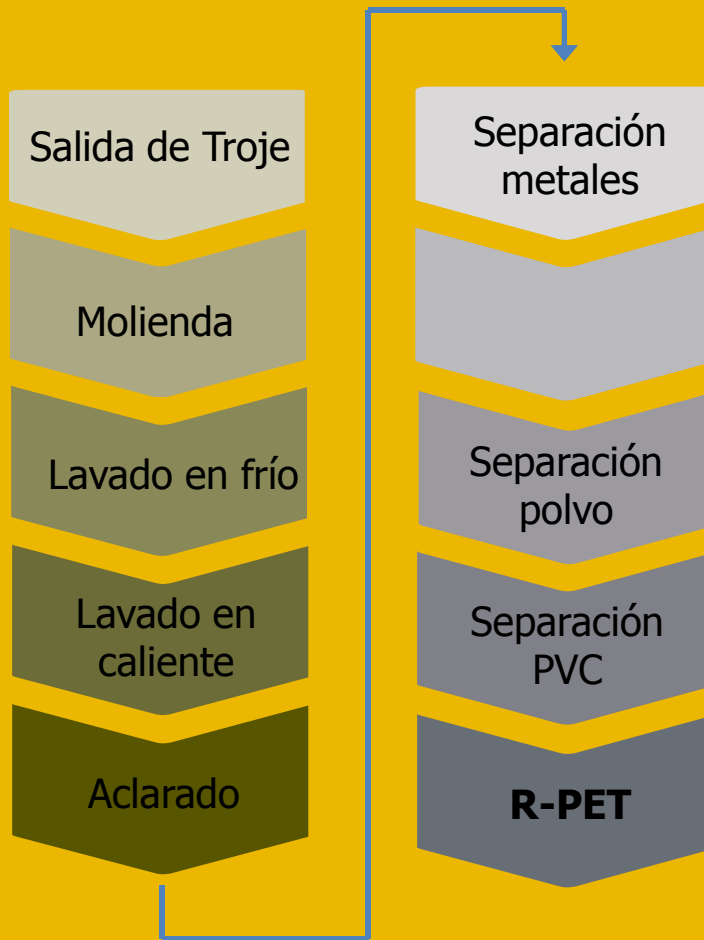 Salida de Troje
Molienda
Lavado en frío
Lavado en
caliente
Aclarado
Separación
metales
Separación
polvo
Separación
PVC
R-PET